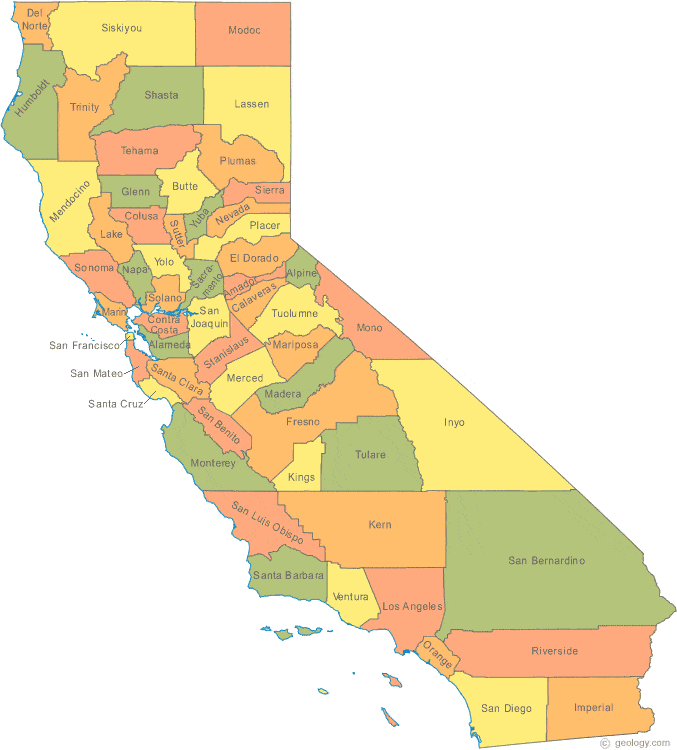 Del
Norte
Siskiyou
Modoc
Humboldt
Trinity
Shasta
Lassen
Tehama
Plumas
Mendocino
Glenn
Butte
Sierra
Colusa
Yuba
Nevada
Lake
Sutter
Placer
Sonoma
Napa
Yolo
Sacra-
mento
El Dorado
Alpine
Amador
Calaveras
Marin
Solano
San
Joaquin
Tuolumne
Mono
Contra
Costa
San Francisco
Alameda
Stanislaus
Mariposa
San Mateo
Santa Clara
Merced
Madera
Santa Cruz
San Benito
Fresno
Inyo
Monterey
Kings
Tulare
San Luis Obispo
Kern
San Bernardino
Santa Barbara
Ventura
Los Angeles
Orange
Riverside
San Diego
Imperial
© geology.com